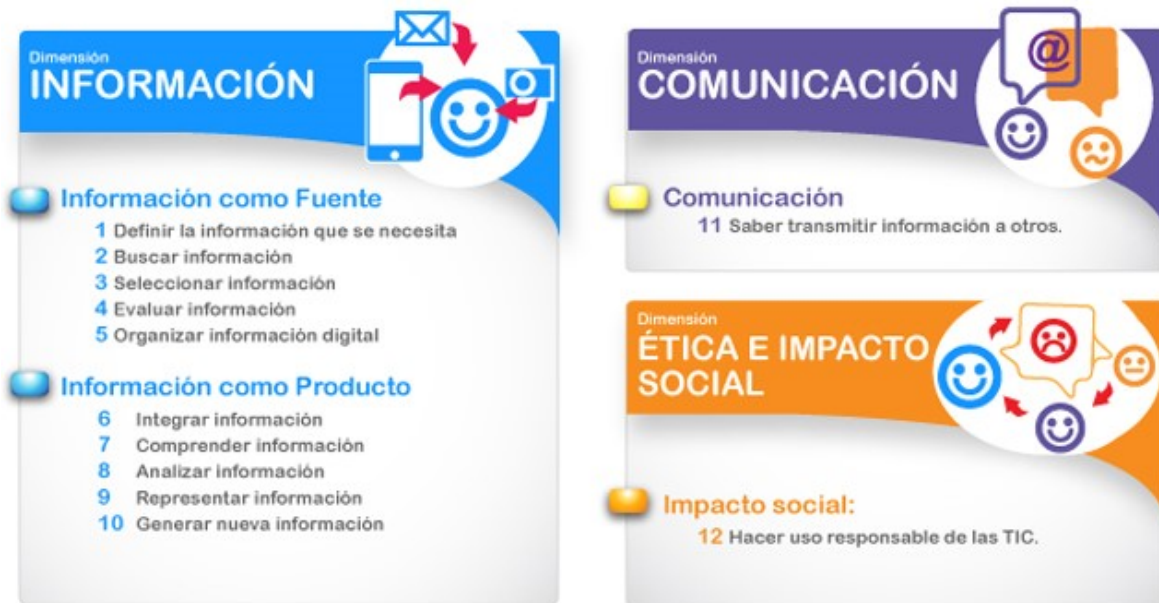 Dimensión
INFORMACIÓN
Información como Fuente
1 Definir la información que se necesita
2 Buscar información
3 Seleccionar información
4 Evaluar información
5 Organizar información digital
Información como Producto
6 Integrar información
7 Comprender información
8 Analizar información
9 Representar información
10 Generar nueva información
Dimensión
COMUNICACIÓN
@
Comunicación
11 Saber transmitir información a otros.
Dimensión
ÉTICA E IMPACTO
SOCIAL
Impacto social:
12 Hacer uso responsable de las TIC.